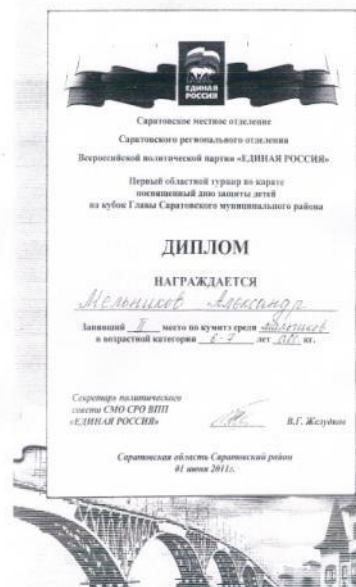 ЕДИНАЯ
РОССИЯ
Саратовское местное отделение
Саратовского регионального отделения
Всероссийской политической партии «ЕДИНАЯ РОССИЯ»
Первый областной турнир по карате
посвященный дню защиты детей
на кубок Главы Саратовского муниципального района
ДИПЛОМ
НАГРАЖДАЕТСЯ
Мельников Александр
Занявший II место по кумитэ среди мальчиков
в возрастной категории 6-7 лет абс кг.
Секретарь политического
совета СМО СРО ВПП
«ЕДИНАЯ РОССИЯ» В.Г. Желудков
Саратовская область Саратовский район
01 июня 2011г.